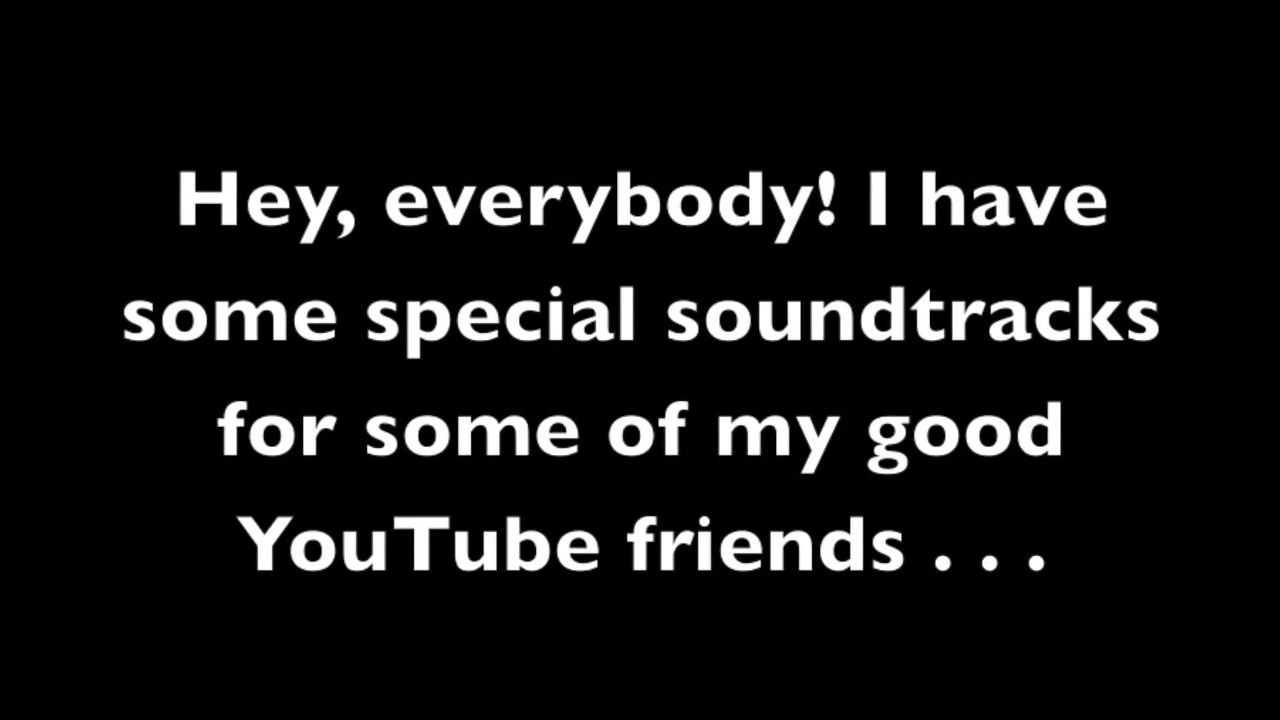 Hey, everybody! I have
some special soundtracks
for some of my good
YouTube friends . . .